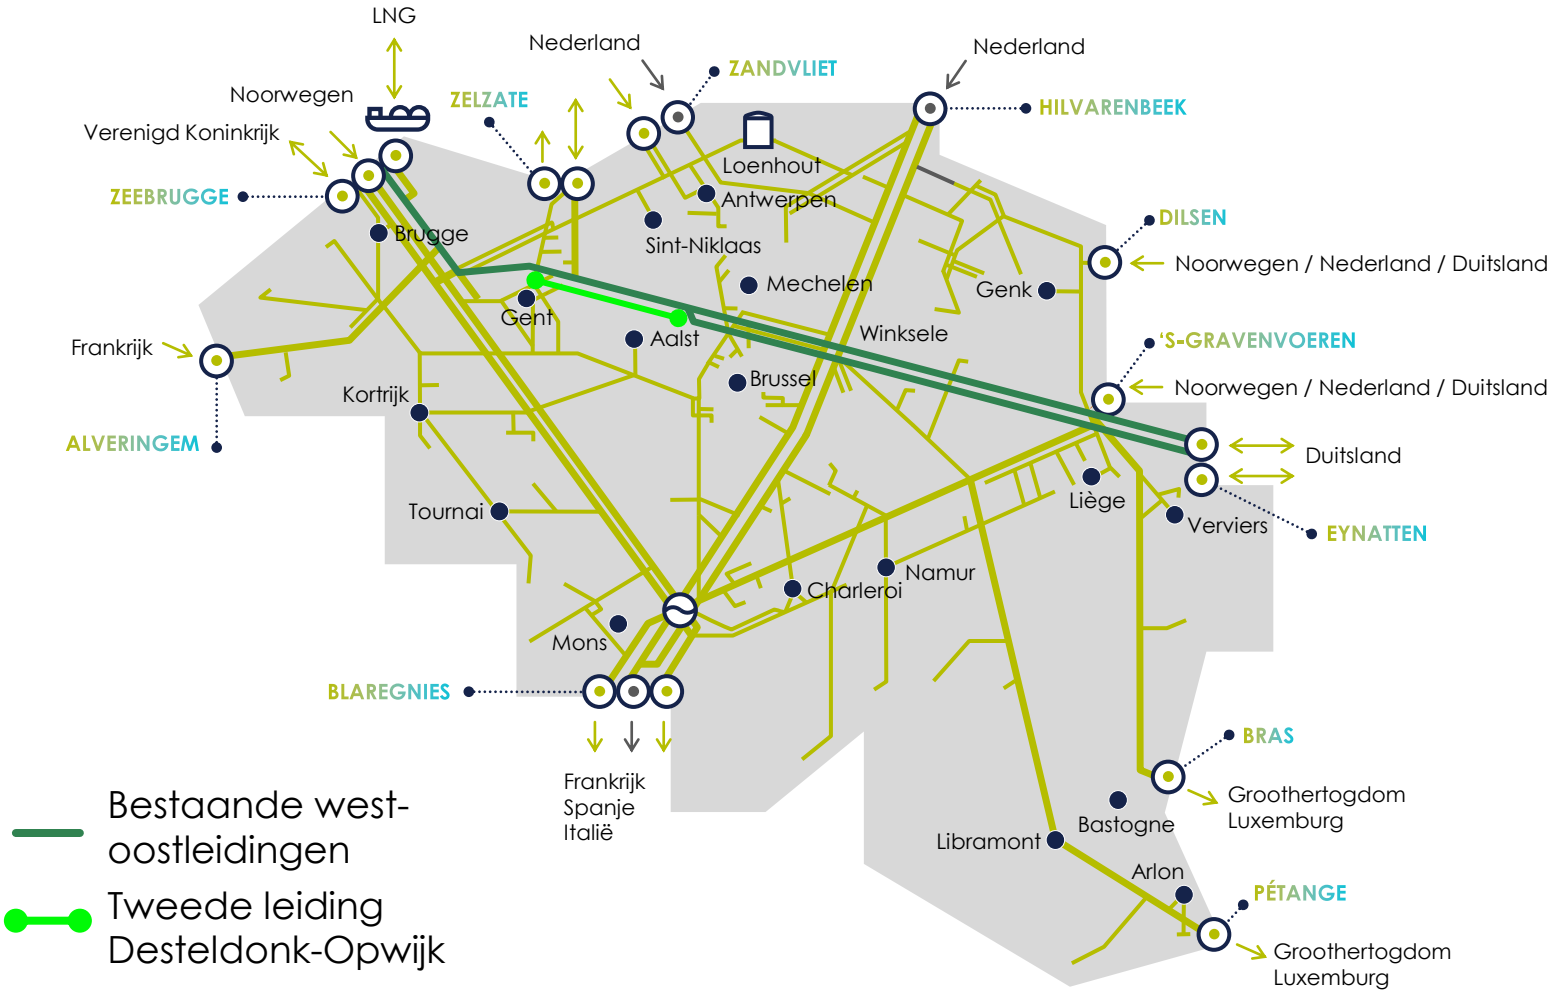 LNG
Nederland
Nederland
ZANDVLIET
Noorwegen
ZELZATE
HILVARENBEEK
Verenigd Koninkrijk
Loenhout
ZEEBRUGGE
Antwerpen
DILSEN
Brugge
Sint-Niklaas
Noorwegen / Nederland / Duitsland
Mechelen
Genk
Gent
Winksele
Aalst
'S-GRAVENVOEREN
Frankrijk
Brussel
Noorwegen / Nederland / Duitsland
Kortrijk
ALVERINGEM
Duitsland
Liège
Tournai
Verviers
EYNATTEN
Namur
Charleroi
Mons
BLAREGNIES
BRAS
Frankrijk
Spanje
Italië
Groothertogdom
Luxemburg
Bastogne
Libramont
Arlon
PÉTANGE
Groothertogdom
Luxemburg
Bestaande west-
oostleidingen
Tweede leiding
Desteldonk-Opwijk